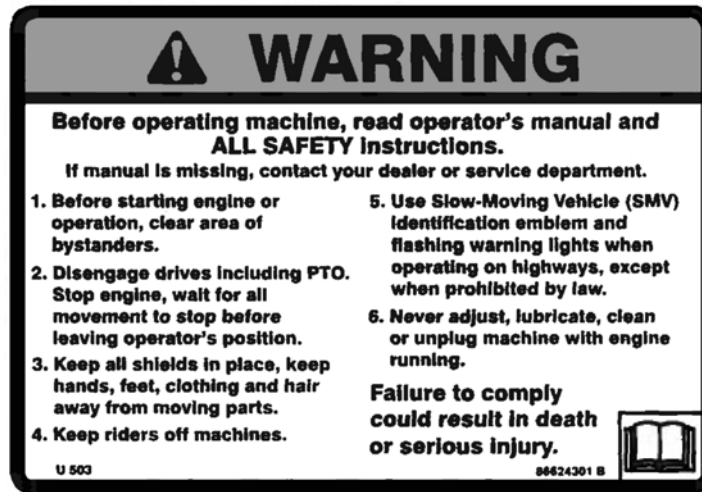 WARNING
Before operating machine, read operator's manual and
ALL SAFETY instructions.
If manual is missing, contact your dealer or service department.
1. Before starting engine or
operation, clear area of
bystanders.
2. Disengage drives including PTO.
Stop engine, wait for all
movement to stop before
leaving operator's position.
3. Keep all shields in place, keep
hands, feet, clothing and hair
away from moving parts.
4. Keep riders off machines.
5. Use Slow-Moving Vehicle (SMV)
identification emblem and
flashing warning lights when
operating on highways, except
when prohibited by law.
6. Never adjust, lubricate, clean
or unplug machine with engine
running.
Failure to comply
could result in death
or serious injury.
U 503
86624301 B